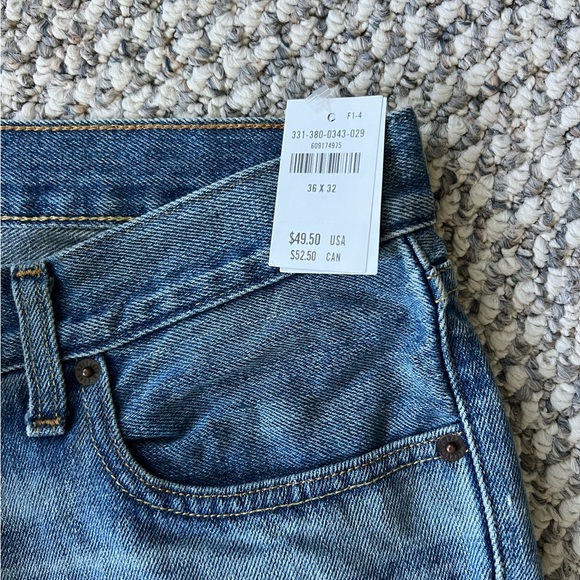 C F1-4
331-380-0343-029
609174975
36 X 32
$49.50 USA
$52.50 CAN